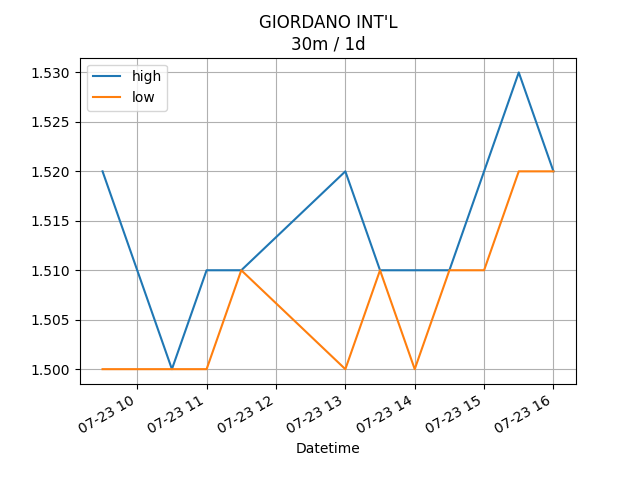 GIORDANO INT'L
30m / 1d
high
low
1.530
1.525
1.520
1.515
1.510
1.505
1.500
07-23 10
07-23 11
07-23 12
07-23 13
07-23 14
07-23 15
07-23 16
Datetime